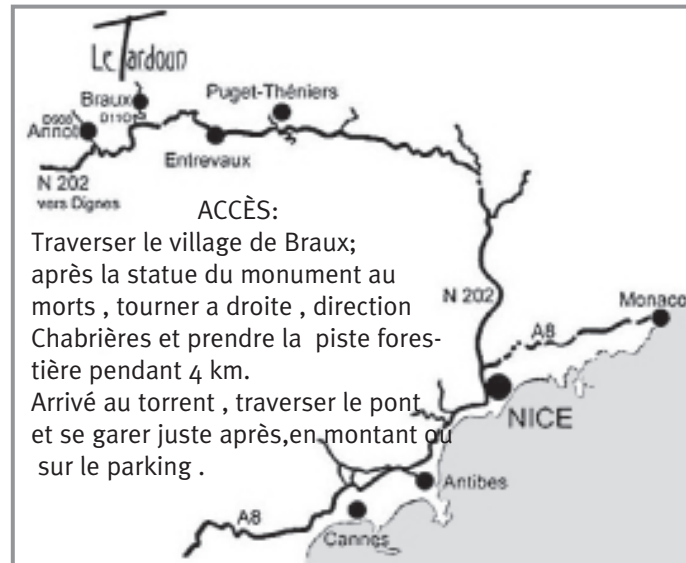 Le Tardoun
Braux
Puget-Théniers
D908
D110
Annot
Entrevaux
N 202
vers Dignes
ACCÈS:
Traverser le village de Braux;
après la statue du monument au
morts , tourner a droite , direction
Chabrières et prendre la piste fores-
tière pendant 4 km.
Arrivé au torrent , traverser le pont
et se garer juste après,en montant ou
sur le parking .
N 202
Monaco
A8
NICE
Antibes
A8
Cannes